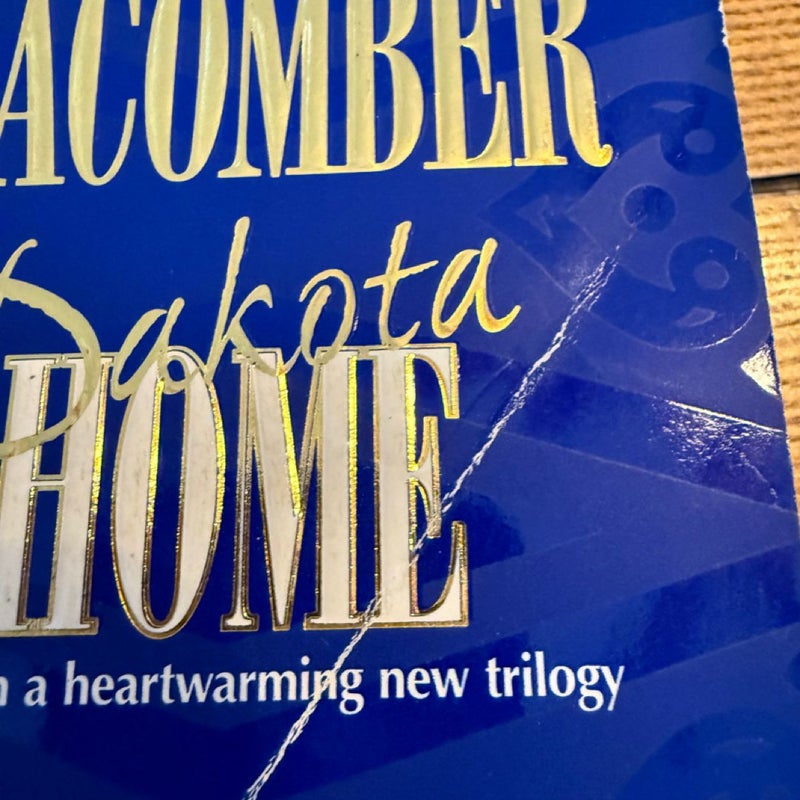 ACOMBER
Dakota
HOME
a heartwarming new trilogy